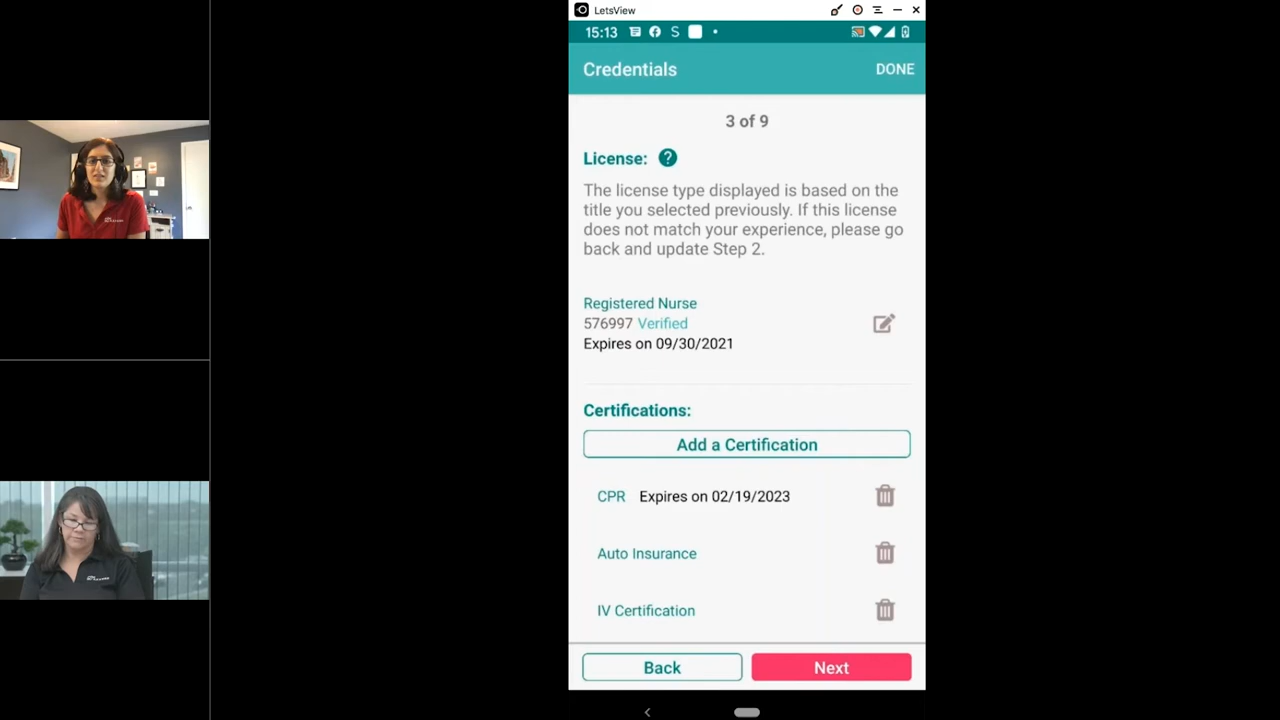 LetsView
15:13
Credentials
DONE
3 of 9
License:
The license type displayed is based on the
title you selected previously. If this license
does not match your experience, please go
back and update Step 2.
Registered Nurse
576997 Verified
Expires on 09/30/2021
Certifications:
Add a Certification
CPR Expires on 02/19/2023
Auto Insurance
IV Certification
Back
Next